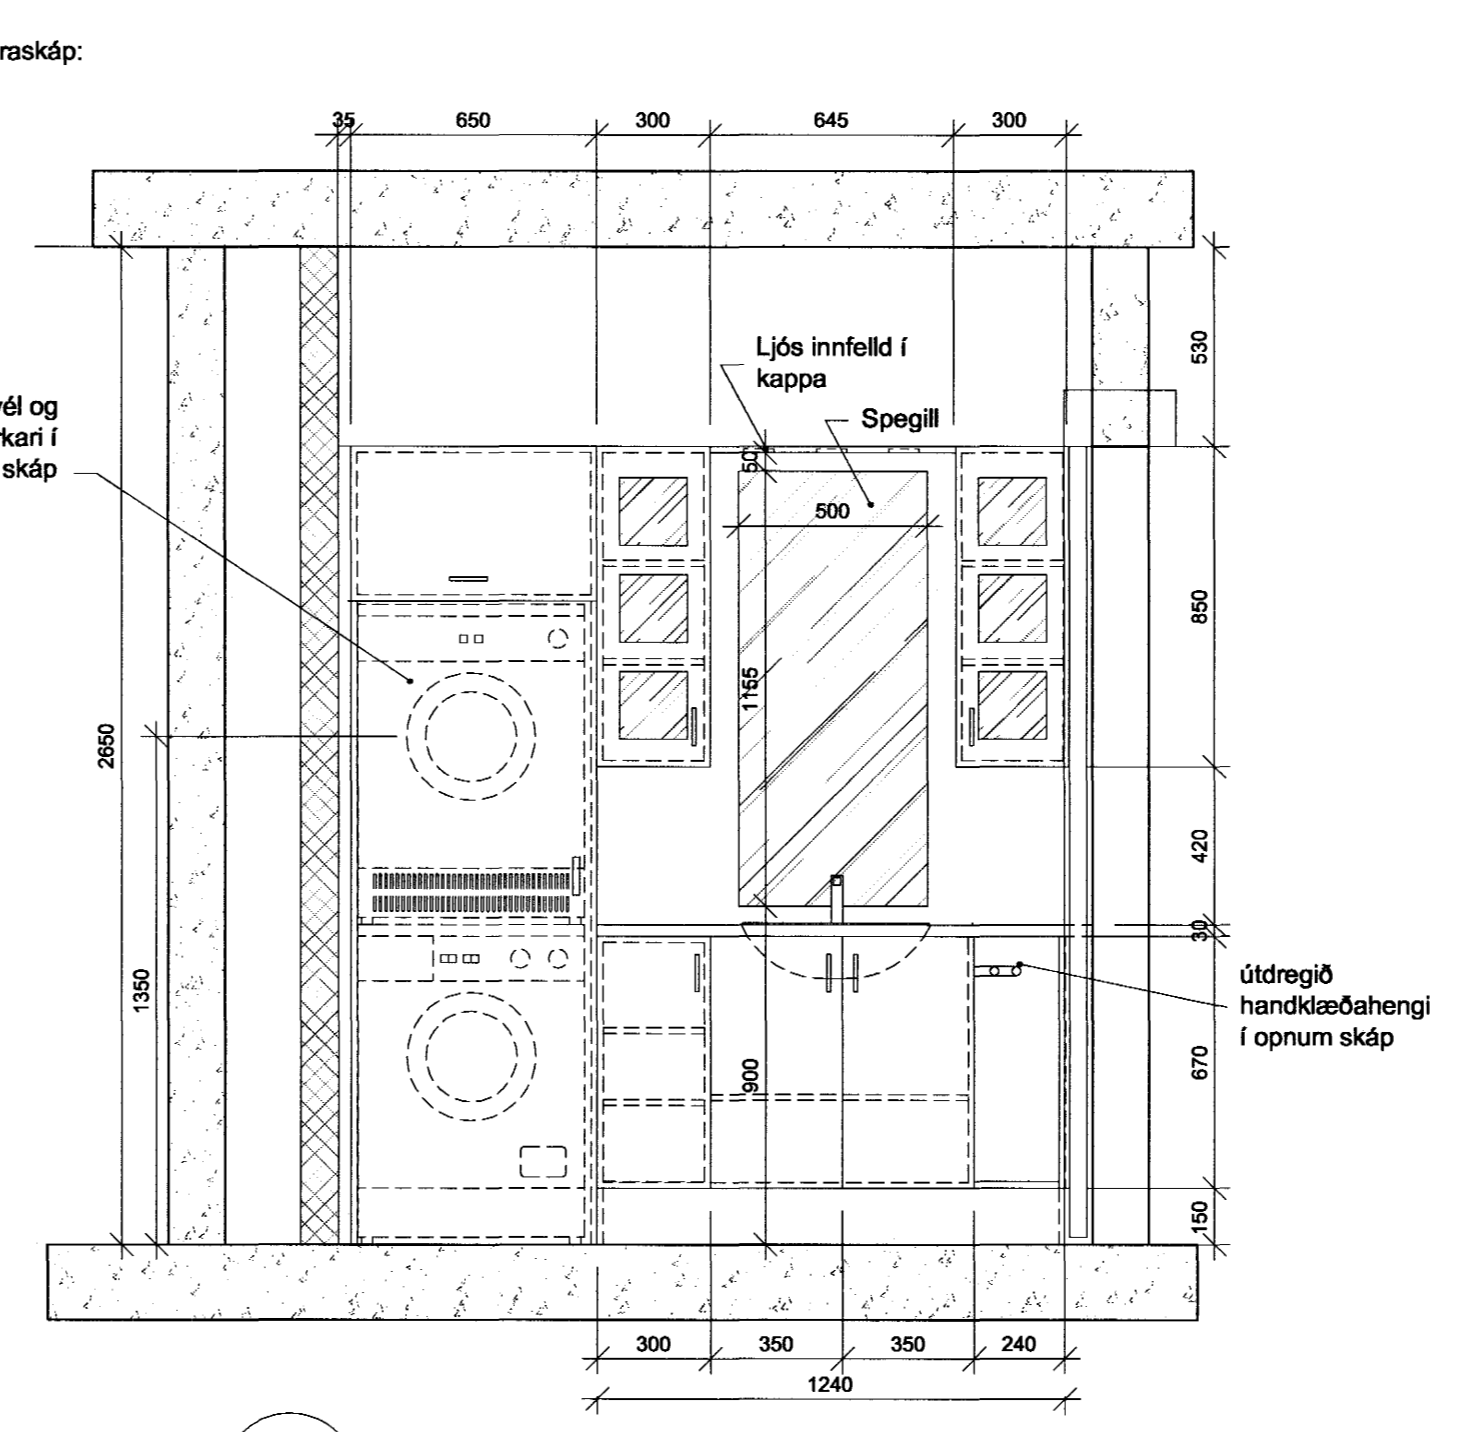 raskáp:
35 650 300 645 300
Ljós innfelld í
kappa
Spegill
vél og
rkari í
skáp
530
50
500
850
1155
2650
420
30
1350
útdregið
handklæðahengi
í opnum skáp
900
670
150
300 350 350 240
1240